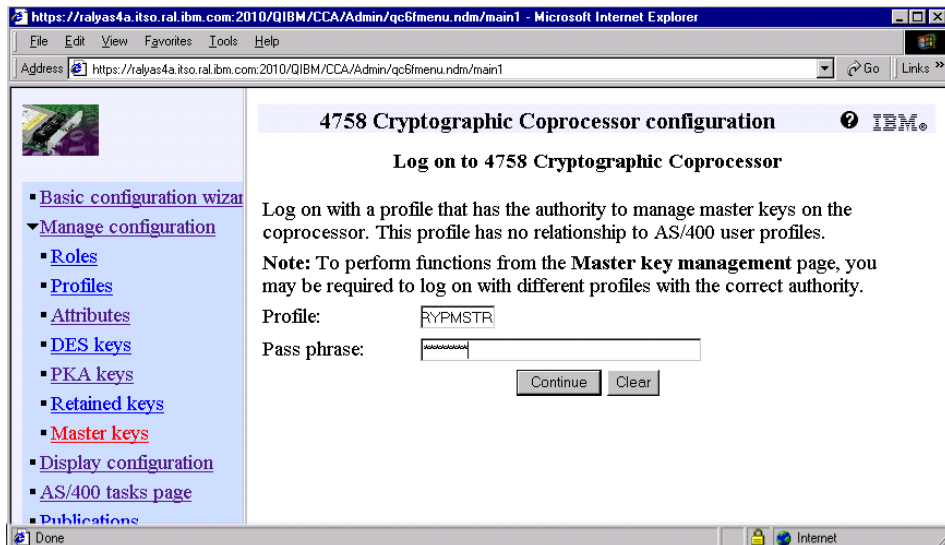 https://ralyas4a.itso.ral.ibm.com:2010/QIBM/CCA/Admin/qc6fmenu.ndm/main1 - Microsoft Internet Explorer
File Edit View Favorites Tools Help
Address https://ralyas4a.itso.ral.ibm.com:2010/QIBM/CCA/Admin/qc6fmenu.ndm/main1 Go Links »
4758 Cryptographic Coprocessor configuration ? IBM®
Log on to 4758 Cryptographic Coprocessor
Basic configuration wizar
Manage configuration
Roles
Profiles
Attributes
DES keys
PKA keys
Retained keys
Master keys
Display configuration
AS/400 tasks page
Publications
Log on with a profile that has the authority to manage master keys on the
coprocessor. This profile has no relationship to AS/400 user profiles.
Note: To perform functions from the Master key management page, you
may be required to log on with different profiles with the correct authority.
Profile: RYPMSTR
Pass phrase: ********
Continue Clear
Done Internet